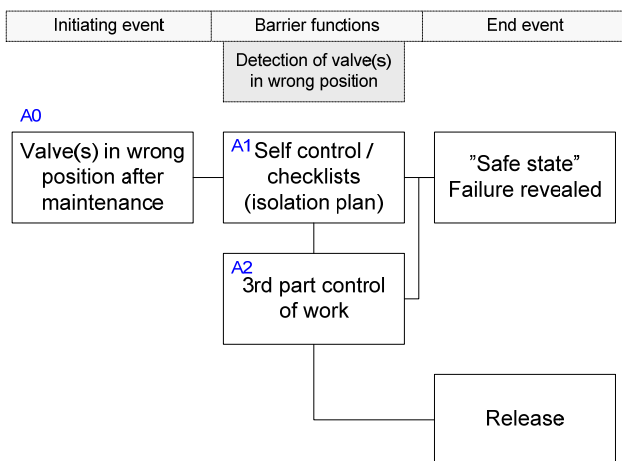 Initiating event
Barrier functions
End event
Detection of valve(s)
in wrong position
A0
Valve(s) in wrong
position after
maintenance
A1
Self control /
checklists
(isolation plan)
”Safe state”
Failure revealed
A2
3rd part control
of work
Release